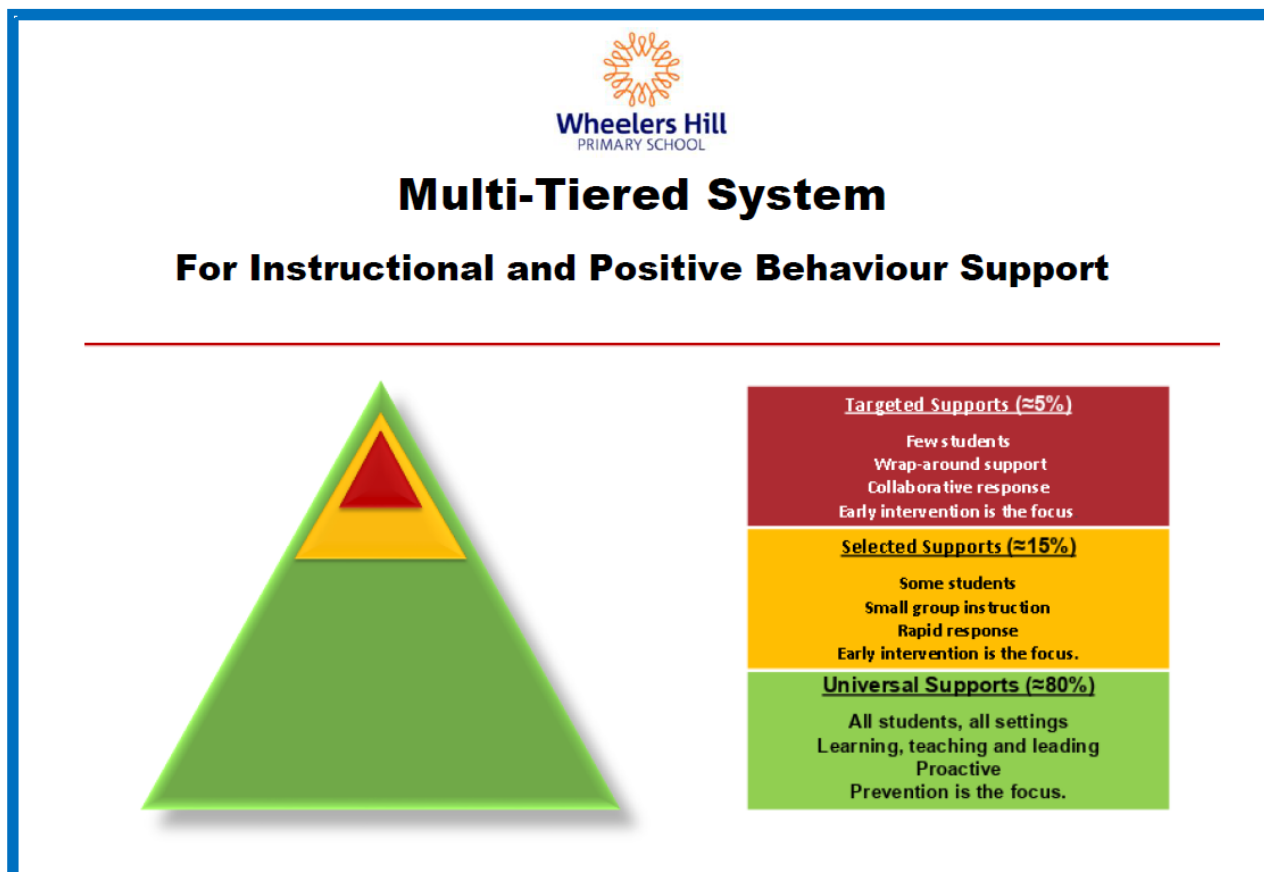 Wheelers Hill
PRIMARY SCHOOL
Multi-Tiered System
For Instructional and Positive Behaviour Support
Targeted Supports (≈5%)
Few students
Wrap-around support
Collaborative response
Early intervention is the focus
Selected Supports (≈15%)
Some students
Small group instruction
Rapid response
Early intervention is the focus.
Universal Supports (≈80%)
All students, all settings
Learning, teaching and leading
Proactive
Prevention is the focus.